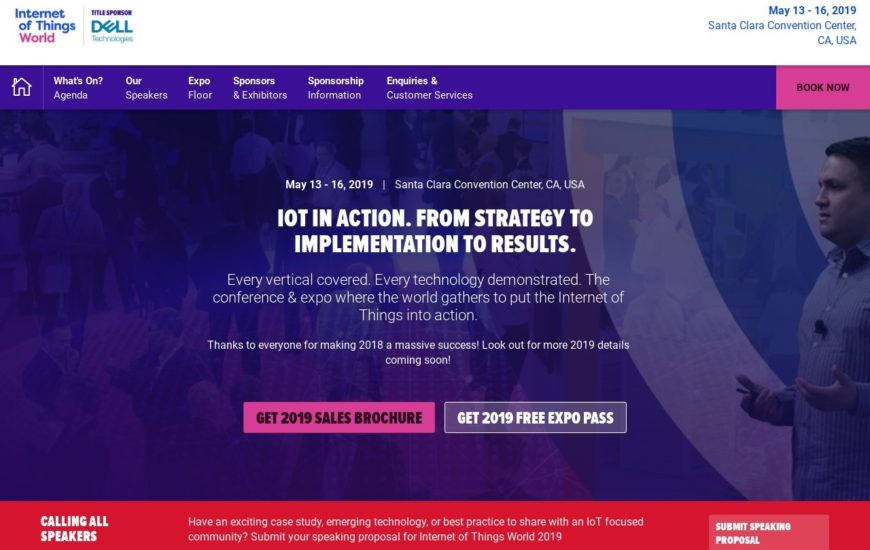 Internet
of Things
World
TITLE SPONSOR
DELL
Technologies
May 13 - 16, 2019
Santa Clara Convention Center,
CA, USA
What's On?
Agenda
Our
Speakers
Expo
Floor
Sponsors
& Exhibitors
Sponsorship
Information
Enquiries &
Customer Services
BOOK NOW
May 13 - 16, 2019 | Santa Clara Convention Center, CA, USA
IOT IN ACTION. FROM STRATEGY TO
IMPLEMENTATION TO RESULTS.
Every vertical covered. Every technology demonstrated. The
conference & expo where the world gathers to put the Internet of
Things into action.
Thanks to everyone for making 2018 a massive success! Look out for more 2019 details
coming soon!
GET 2019 SALES BROCHURE
GET 2019 FREE EXPO PASS
CALLING ALL
SPEAKERS
Have an exciting case study, emerging technology, or best practice to share with an IoT focused
community? Submit your speaking proposal for Internet of Things World 2019
SUBMIT SPEAKING
PROPOSAL